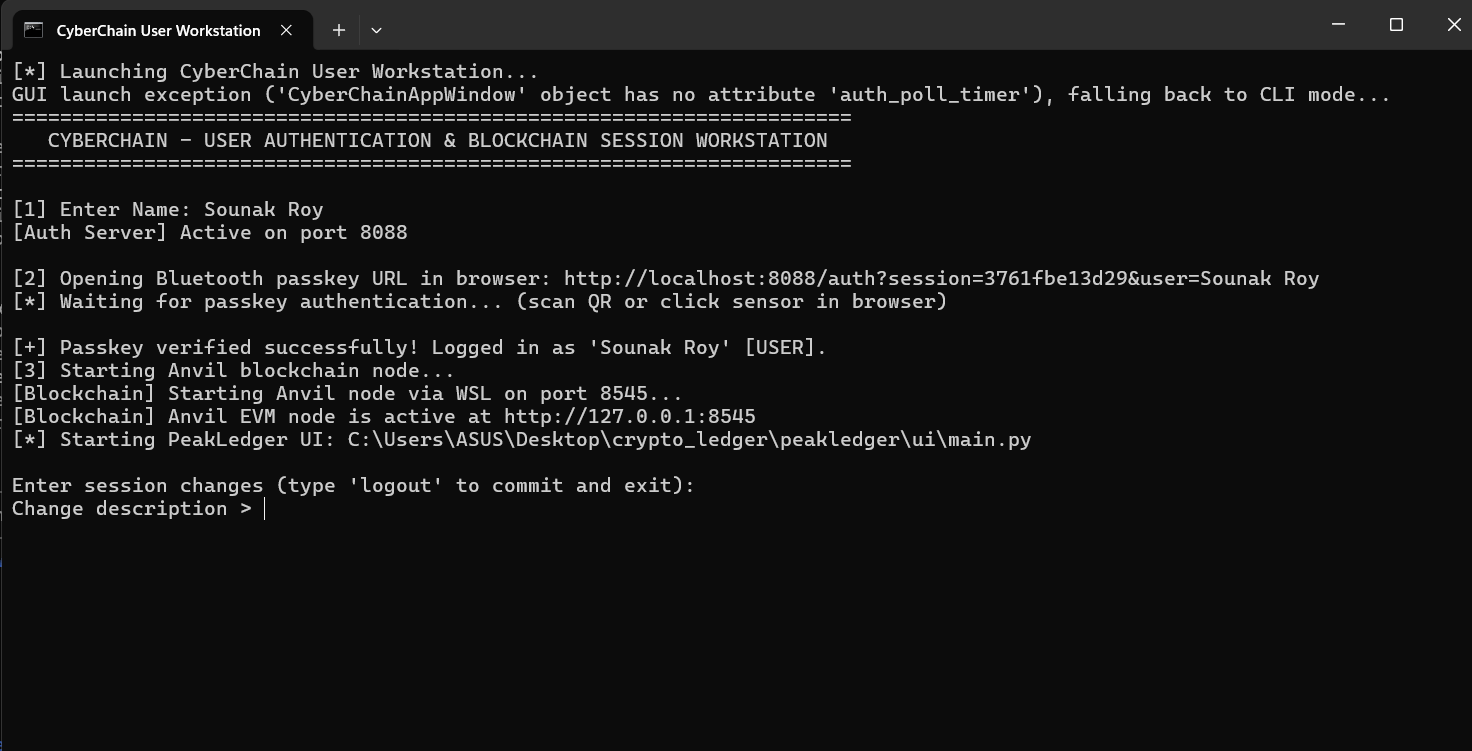 CyberChain User Workstation
[*] Launching CyberChain User Workstation...
GUI launch exception ('CyberChainAppWindow' object has no attribute 'auth_poll_timer'), falling back to CLI mode...
======================================================================
   CYBERCHAIN - USER AUTHENTICATION & BLOCKCHAIN SESSION WORKSTATION
======================================================================
[1] Enter Name: Sounak Roy
[Auth Server] Active on port 8088
[2] Opening Bluetooth passkey URL in browser: http://localhost:8088/auth?session=3761fbe13d29&user=Sounak Roy
[*] Waiting for passkey authentication... (scan QR or click sensor in browser)
[+] Passkey verified successfully! Logged in as 'Sounak Roy' [USER].
[3] Starting Anvil blockchain node...
[Blockchain] Starting Anvil node via WSL on port 8545...
[Blockchain] Anvil EVM node is active at http://127.0.0.1:8545
[*] Starting PeakLedger UI: C:\Users\ASUS\Desktop\crypto_ledger\peakledger\ui\main.py
Enter session changes (type 'logout' to commit and exit):
Change description >